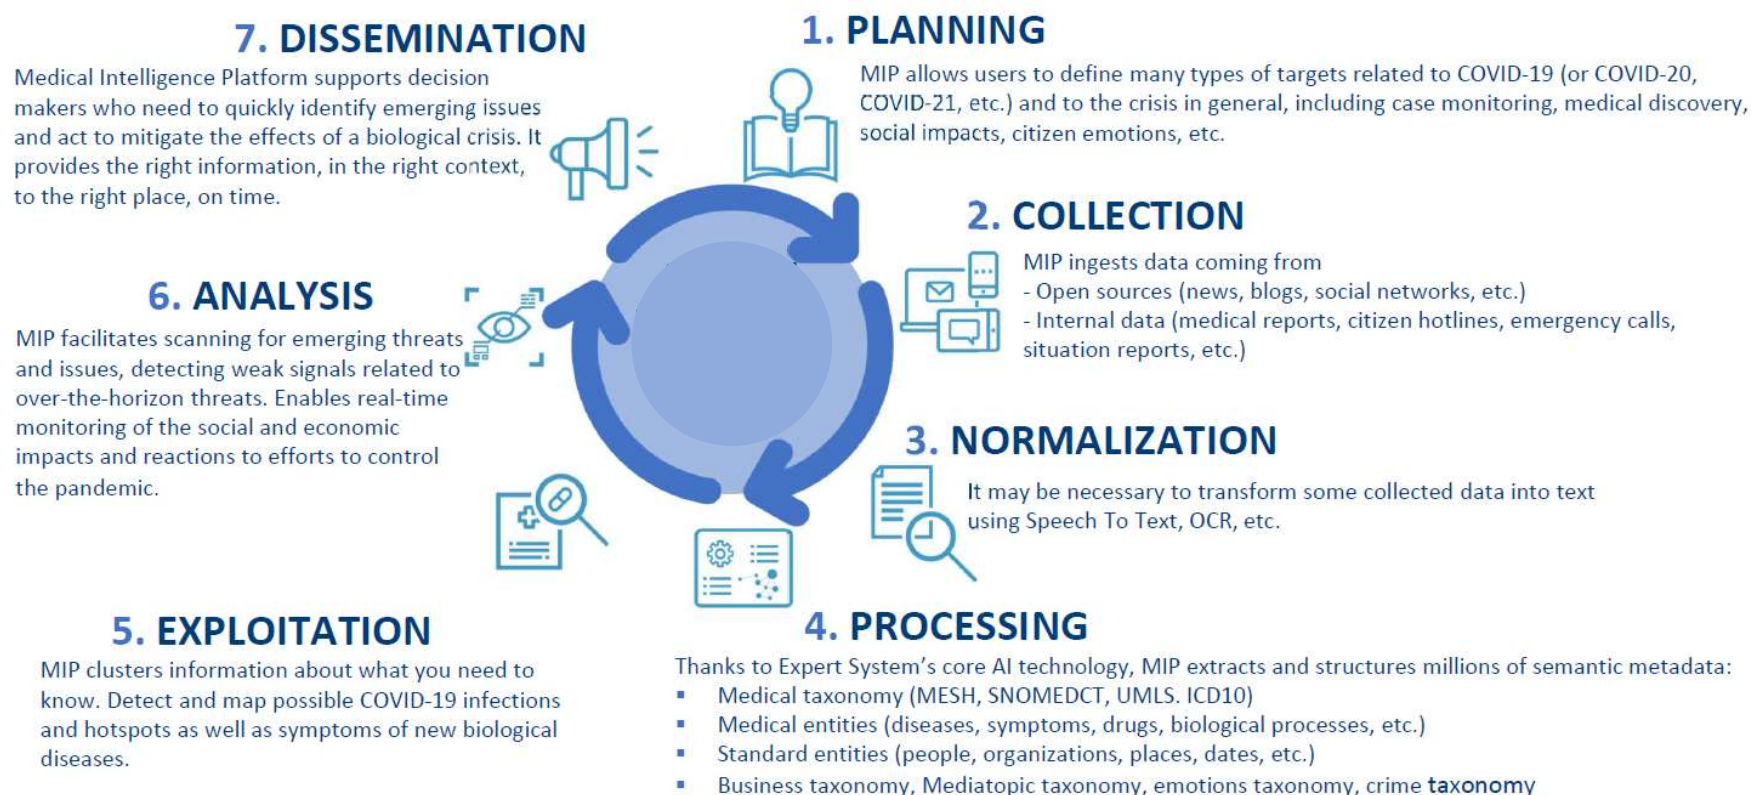 1. PLANNING
MIP allows users to define many types of targets related to COVID-19 (or COVID-20,
COVID-21, etc.) and to the crisis in general, including case monitoring, medical discovery,
social impacts, citizen emotions, etc.
2. COLLECTION
MIP ingests data coming from
- Open sources (news, blogs, social networks, etc.)
- Internal data (medical reports, citizen hotlines, emergency calls,
situation reports, etc.)
3. NORMALIZATION
It may be necessary to transform some collected data into text
using Speech To Text, OCR, etc.
4. PROCESSING
Thanks to Expert System's core AI technology, MIP extracts and structures millions of semantic metadata:
▪ Medical taxonomy (MESH, SNOMEDCT, UMLS. ICD10)
▪ Medical entities (diseases, symptoms, drugs, biological processes, etc.)
▪ Standard entities (people, organizations, places, dates, etc.)
▪ Business taxonomy, Mediatopic taxonomy, emotions taxonomy, crime taxonomy
5. EXPLOITATION
MIP clusters information about what you need to
know. Detect and map possible COVID-19 infections
and hotspots as well as symptoms of new biological
diseases.
6. ANALYSIS
MIP facilitates scanning for emerging threats
and issues, detecting weak signals related to
over-the-horizon threats. Enables real-time
monitoring of the social and economic
impacts and reactions to efforts to control
the pandemic.
7. DISSEMINATION
Medical Intelligence Platform supports decision
makers who need to quickly identify emerging issues
and act to mitigate the effects of a biological crisis. It
provides the right information, in the right context,
to the right place, on time.